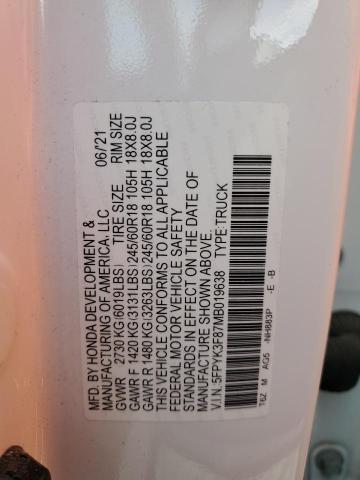 MFD. BY HONDA DEVELOPMENT &
MANUFACTURING OF AMERICA, LLC 06/21
GVWR 2730 KG(6019LBS) TIRE SIZE RIM SIZE
GAWR F 1420 KG(3131LBS)245/60R18 105H 18X8.0J
GAWR R 1480 KG(3263LBS)245/60R18 105H 18X8.0J
THIS VEHICLE CONFORMS TO ALL APPLICABLE
FEDERAL MOTOR VEHICLE SAFETY
STANDARDS IN EFFECT ON THE DATE OF
MANUFACTURE SHOWN ABOVE.
V.I.N.:5FPYK3F87MB019638 TYPE:TRUCK
T6Z M AG5 -NH883P -E -B